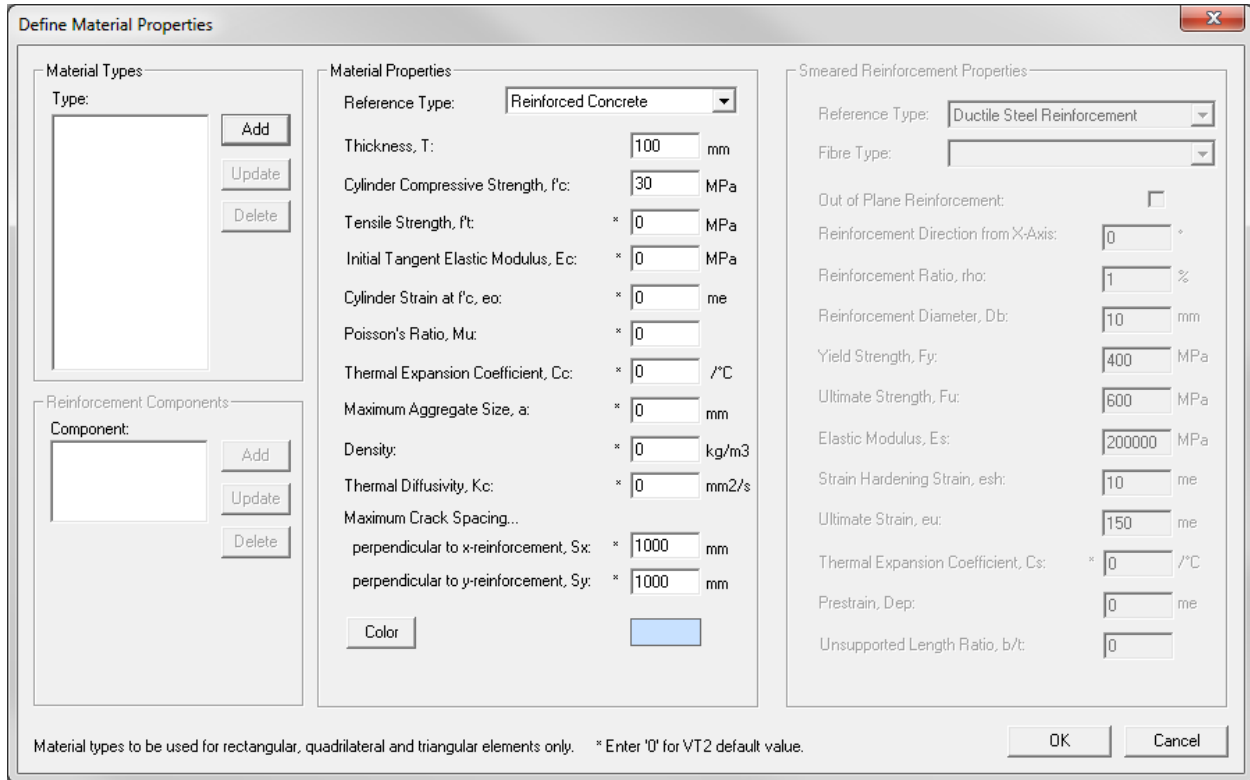 Define Material Properties
x
Material Types
Type:
Add
Update
Delete
Reinforcement Components
Component:
Add
Update
Delete
Material Properties
Reference Type: Reinforced Concrete
Thickness, T: 100 mm
Cylinder Compressive Strength, f'c: 30 MPa
Tensile Strength, f't: * 0 MPa
Initial Tangent Elastic Modulus, Ec: * 0 MPa
Cylinder Strain at f'c, eo: * 0 me
Poisson's Ratio, Mu: * 0
Thermal Expansion Coefficient, Cc: * 0 /°C
Maximum Aggregate Size, a: * 0 mm
Density: * 0 kg/m3
Thermal Diffusivity, Kc: * 0 mm2/s
Maximum Crack Spacing...
perpendicular to x-reinforcement, Sx: * 1000 mm
perpendicular to y-reinforcement, Sy: * 1000 mm
Color
Smeared Reinforcement Properties
Reference Type: Ductile Steel Reinforcement
Fibre Type:
Out of Plane Reinforcement:
Reinforcement Direction from X-Axis: 0 °
Reinforcement Ratio, rho: 1 %
Reinforcement Diameter, Db: 10 mm
Yield Strength, Fy: 400 MPa
Ultimate Strength, Fu: 600 MPa
Elastic Modulus, Es: 200000 MPa
Strain Hardening Strain, esh: 10 me
Ultimate Strain, eu: 150 me
Thermal Expansion Coefficient, Cs: * 0 /°C
Prestrain, Dep: 0 me
Unsupported Length Ratio, b/t: 0
Material types to be used for rectangular, quadrilateral and triangular elements only. * Enter '0' for VT2 default value.
OK
Cancel